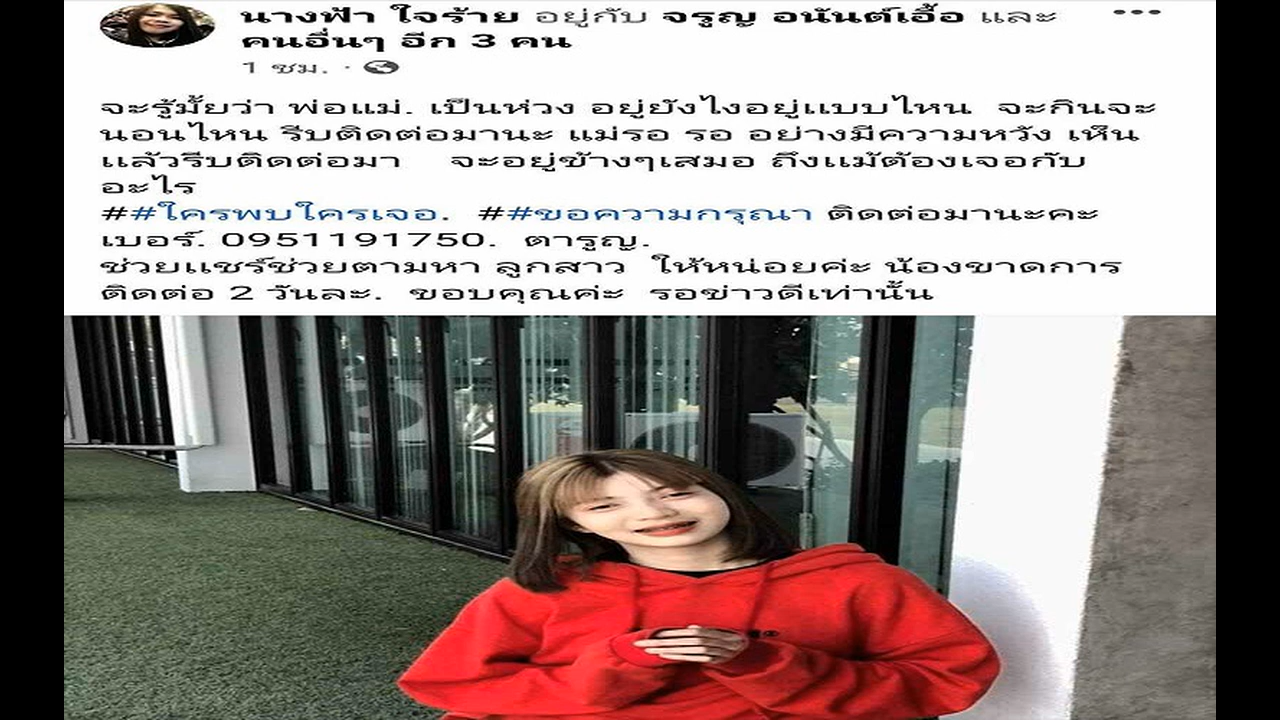 นางฟ้า ใจร้าย อยู่กับ จรูญ อนันต์เอื้อ และ
คนอื่นๆ อีก 3 คน
1 ชม. ·
จะรู้มั้ยว่า พ่อแม่. เป็นห่วง อยู่ยังไงอยู่แบบไหน จะกินจะ
นอนไหน รีบติดต่อมานะ แม่รอ รอ อย่างมีความหวัง เห็น
แล้วรีบติดต่อมา จะอยู่ข้างๆเสมอ ถึงแม้ต้องเจอกับ
อะไร
##ใครพบใครเจอ. ##ขอความกรุณา ติดต่อมานะคะ
เบอร์. 0951191750. ตารูญ.
ช่วยแชร์ช่วยตามหา ลูกสาว ให้หน่อยค่ะ น้องขาดการ
ติดต่อ 2 วันละ. ขอบคุณค่ะ รอข่าวดีเท่านั้น